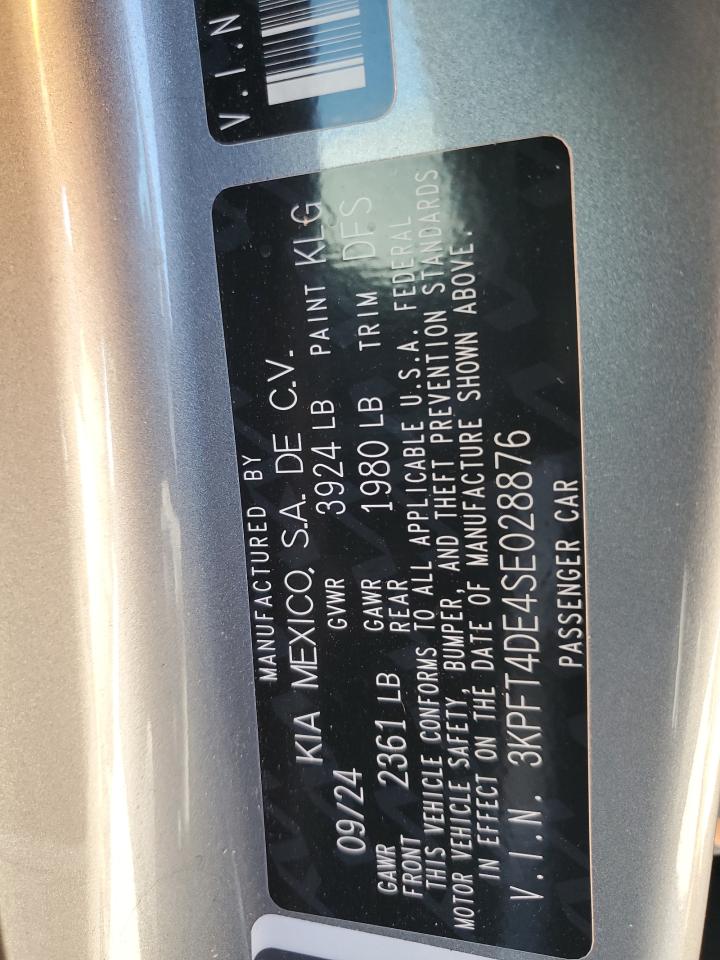 V.I.N
MANUFACTURED BY
KIA MEXICO, S.A. DE C.V.
09/24 GVWR 3924 LB PAINT KLG
GAWR FRONT 2361 LB GAWR REAR 1980 LB TRIM DFS
THIS VEHICLE CONFORMS TO ALL APPLICABLE U.S.A. FEDERAL
MOTOR VEHICLE SAFETY, BUMPER, AND THEFT PREVENTION STANDARDS
IN EFFECT ON THE DATE OF MANUFACTURE SHOWN ABOVE.
V.I.N. 3KPFT4DE4SE028876
PASSENGER CAR